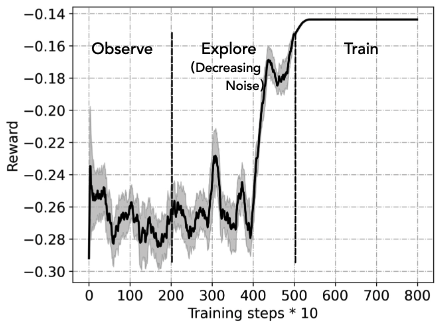 −0.14
−0.16
−0.18
−0.20
−0.22
−0.24
−0.26
−0.28
−0.30
Reward
Observe
Explore
(Decreasing
Noise)
Train
0 100 200 300 400 500 600 700 800
Training steps * 10